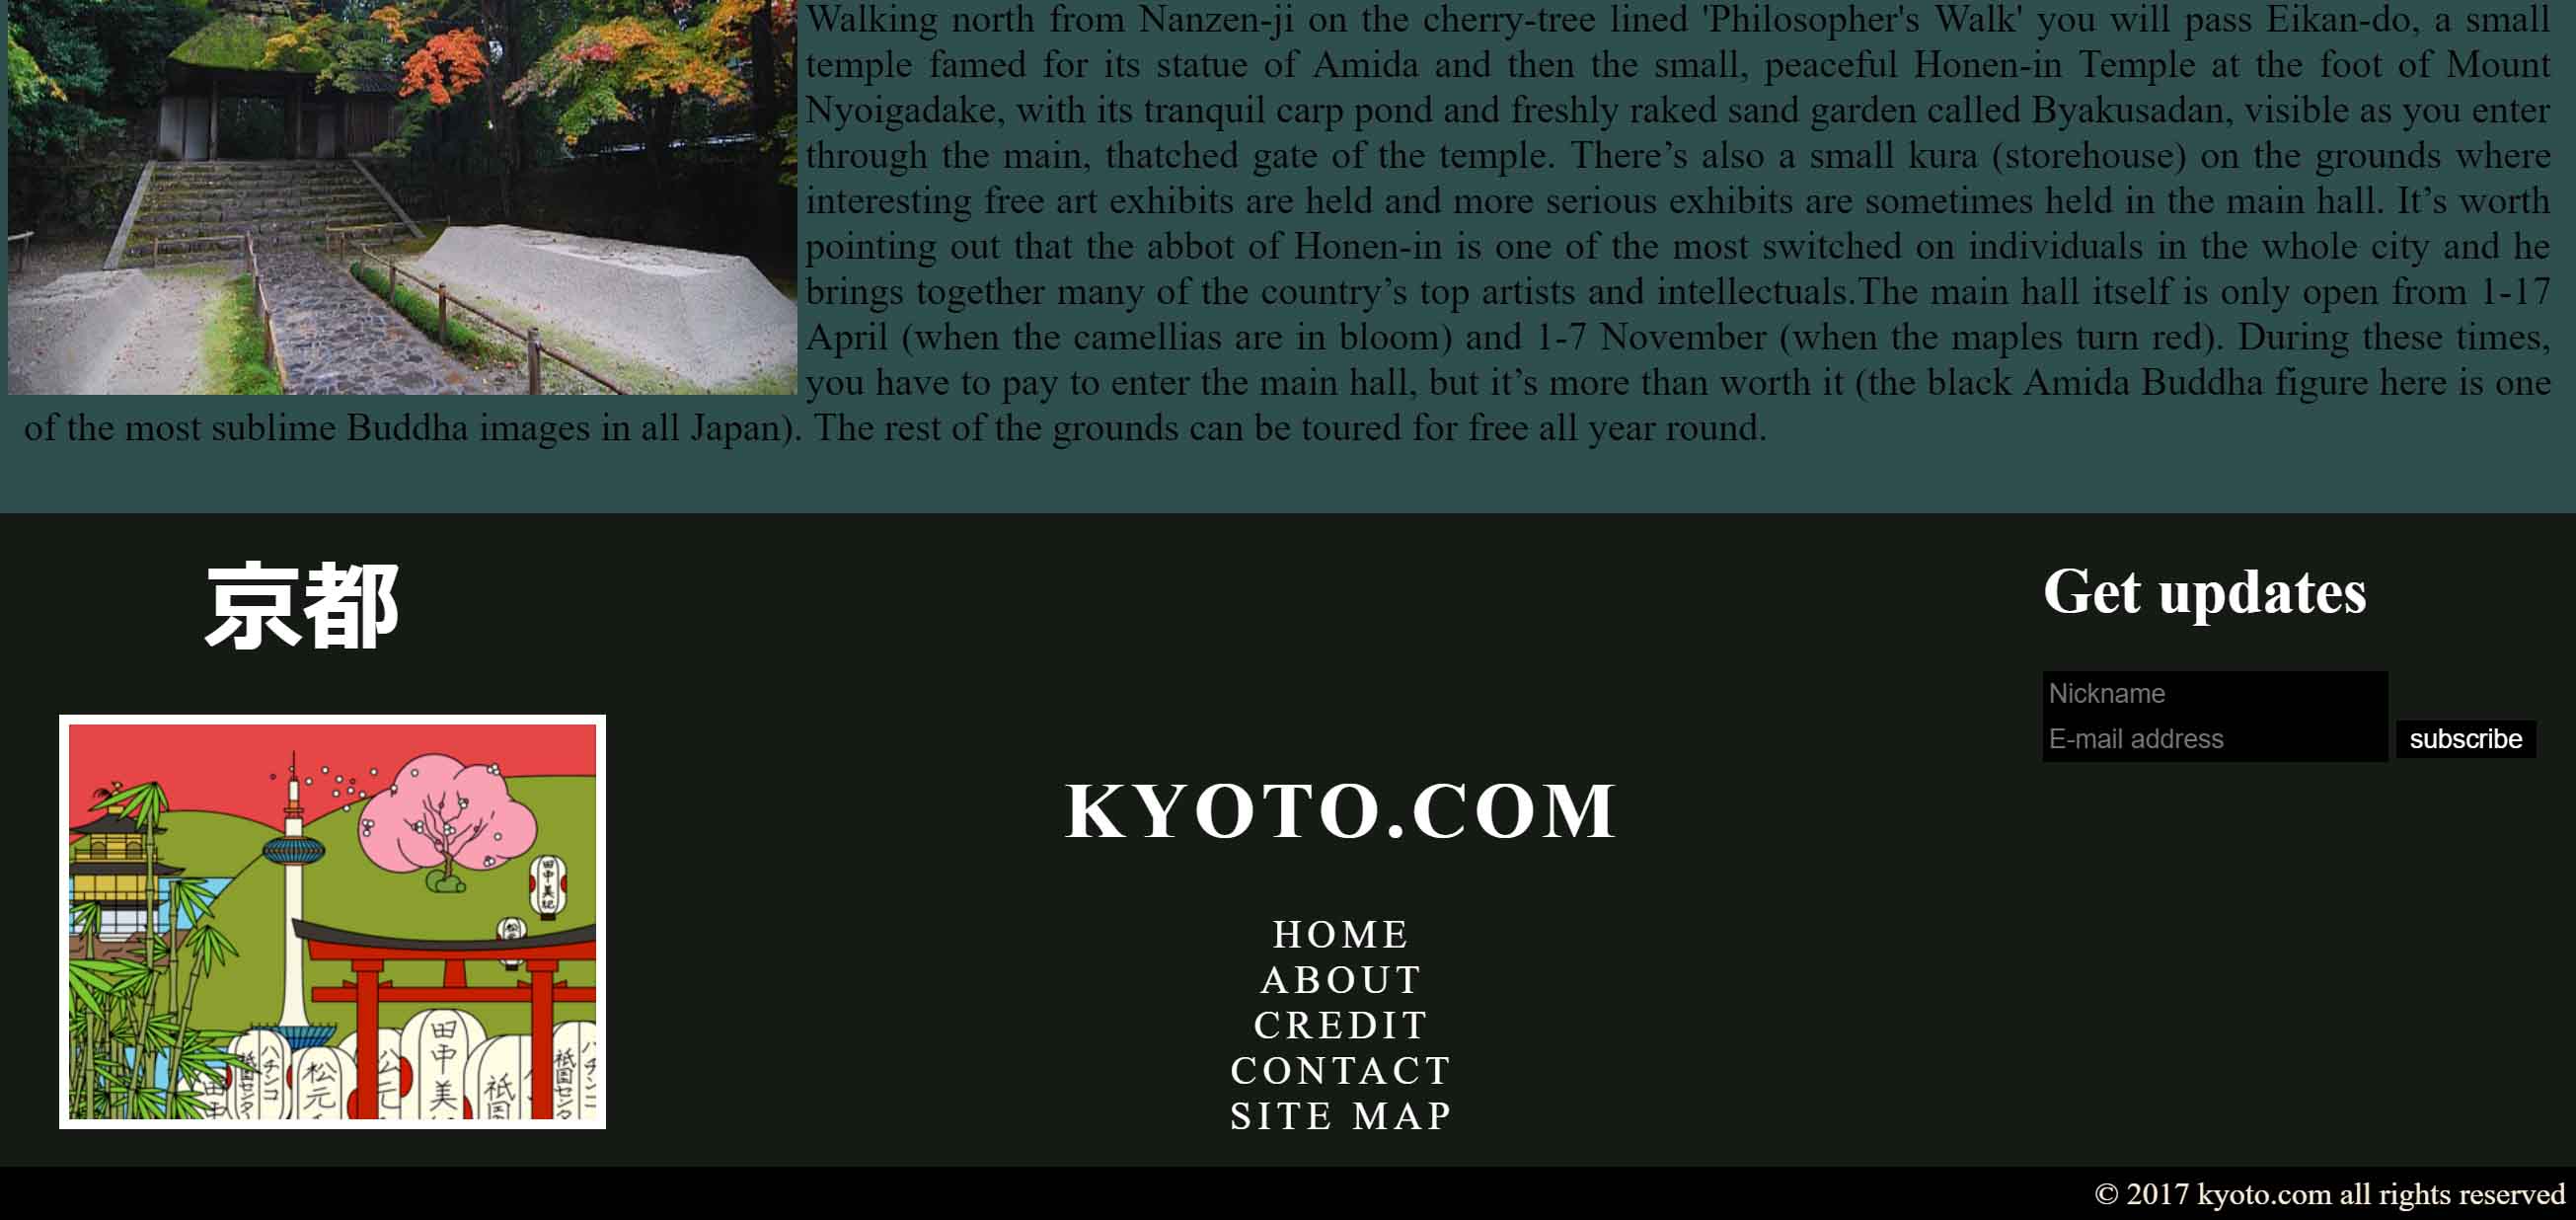 Walking north from Nanzen-ji on the cherry-tree lined 'Philosopher's Walk' you will pass Eikan-do, a small
temple famed for its statue of Amida and then the small, peaceful Honen-in Temple at the foot of Mount
Nyoigadake, with its tranquil carp pond and freshly raked sand garden called Byakusadan, visible as you enter
through the main, thatched gate of the temple. There’s also a small kura (storehouse) on the grounds where
interesting free art exhibits are held and more serious exhibits are sometimes held in the main hall. It’s worth
pointing out that the abbot of Honen-in is one of the most switched on individuals in the whole city and he
brings together many of the country’s top artists and intellectuals.The main hall itself is only open from 1-17
April (when the camellias are in bloom) and 1-7 November (when the maples turn red). During these times,
you have to pay to enter the main hall, but it’s more than worth it (the black Amida Buddha figure here is one
of the most sublime Buddha images in all Japan). The rest of the grounds can be toured for free all year round.
京都
田中美記
松
祇園センタ
ハチンコ
松元
公元
田中美
祇園
祇園センタ
田中
KYOTO.COM
HOME
ABOUT
CREDIT
CONTACT
SITE MAP
Get updates
Nickname
E-mail address
subscribe
© 2017 kyoto.com all rights reserved